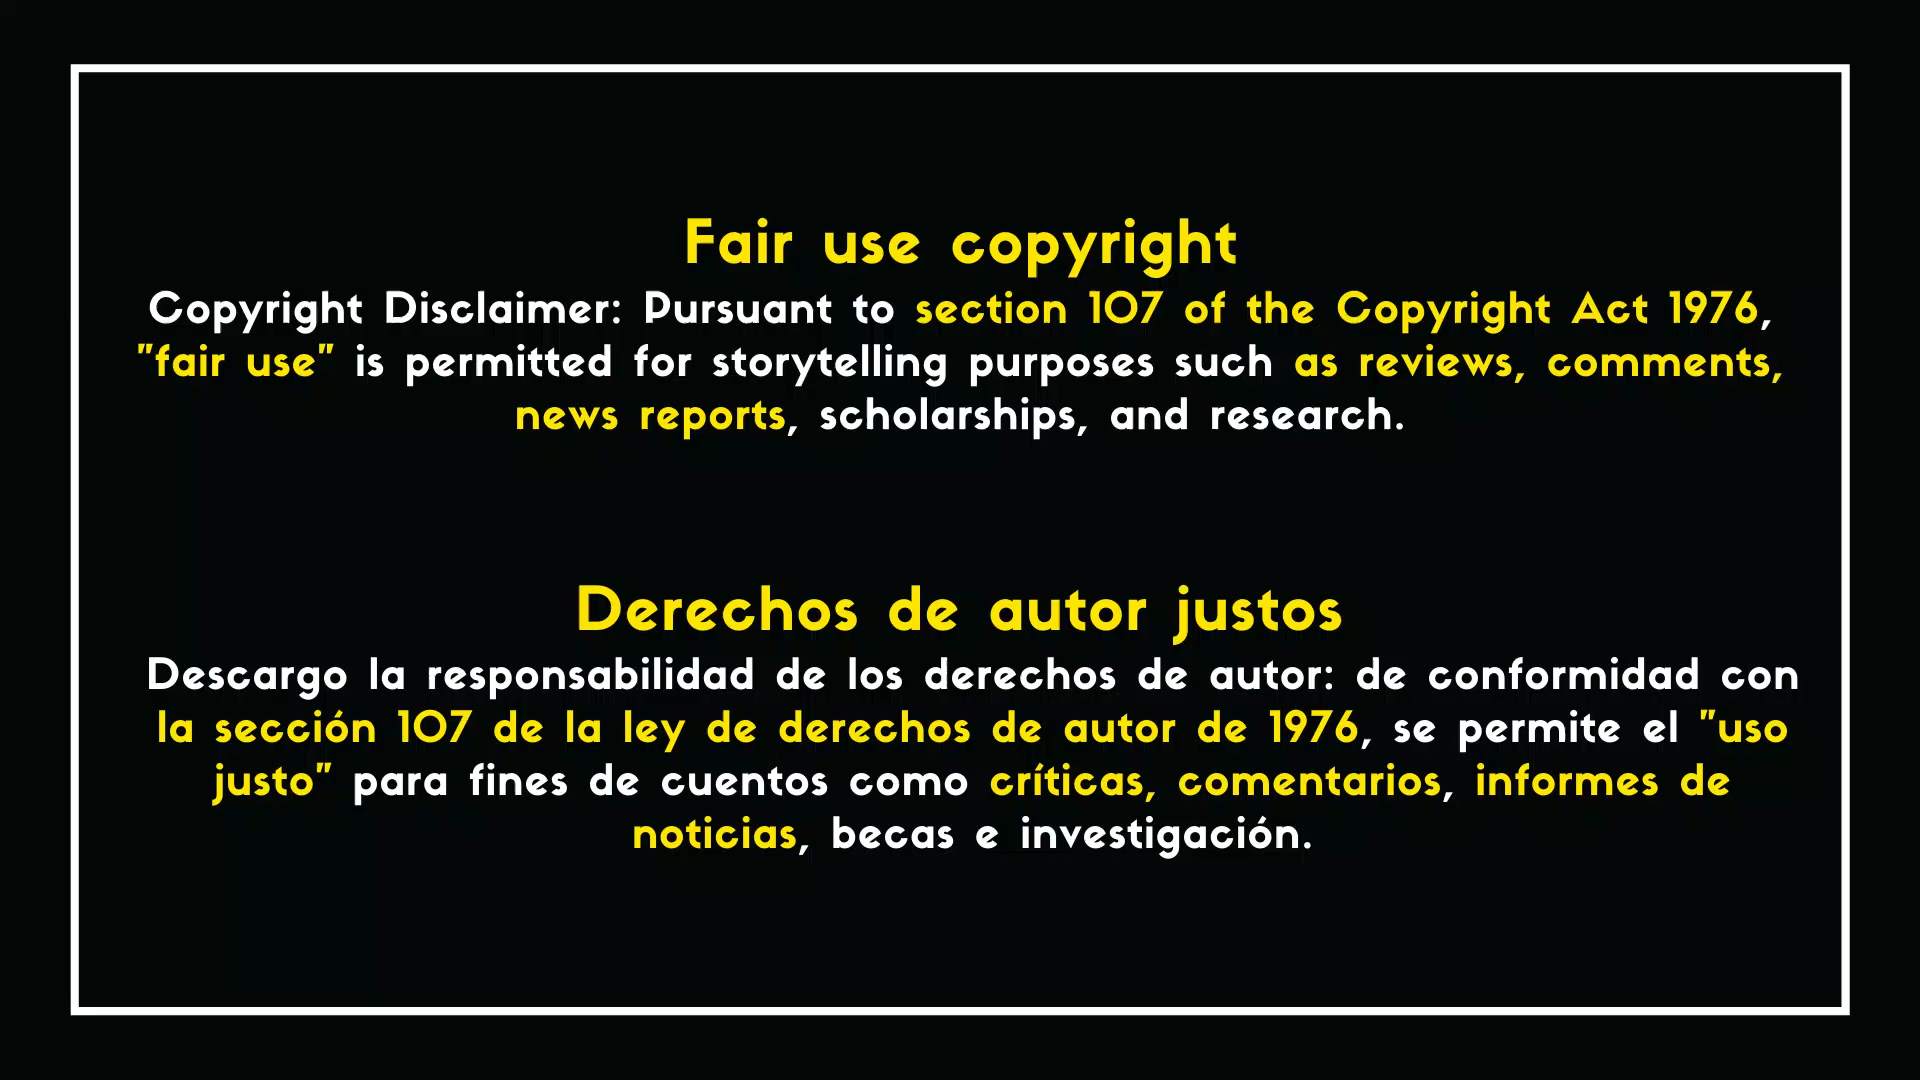 Fair use copyright
Copyright Disclaimer: Pursuant to section 107 of the Copyright Act 1976,
"fair use" is permitted for storytelling purposes such as reviews, comments,
news reports, scholarships, and research.
Derechos de autor justos
Descargo la responsabilidad de los derechos de autor: de conformidad con
la sección 107 de la ley de derechos de autor de 1976, se permite el "uso
justo" para fines de cuentos como críticas, comentarios, informes de
noticias, becas e investigación.